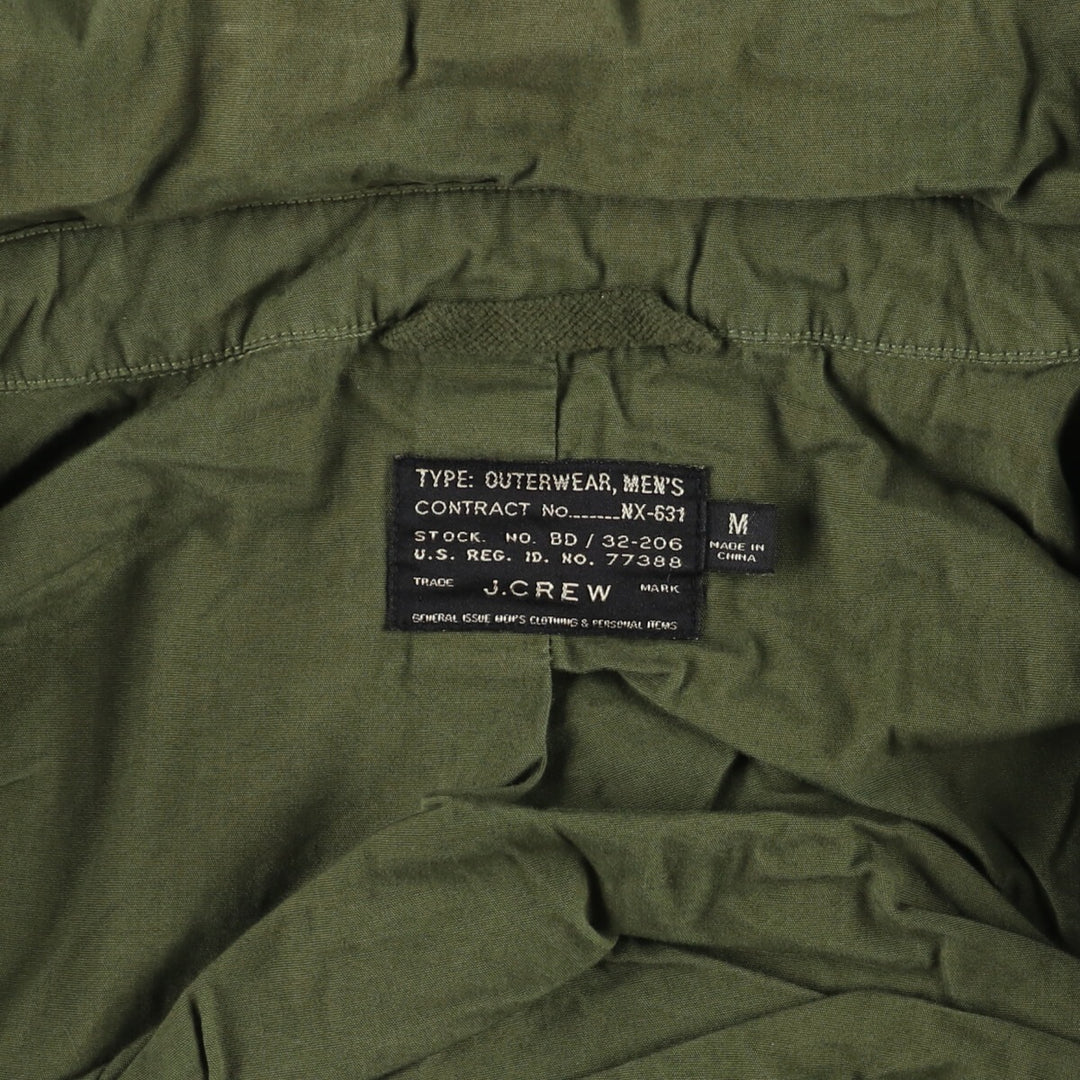 TYPE: OUTERWEAR, MEN'S
CONTRACT No.______NX-631
STOCK. NO. BD / 32-206
U.S. REG. ID. NO. 77388
TRADE J.CREW MARK
GENERAL ISSUE MEN'S CLOTHING & PERSONAL ITEMS
M
MADE IN
CHINA